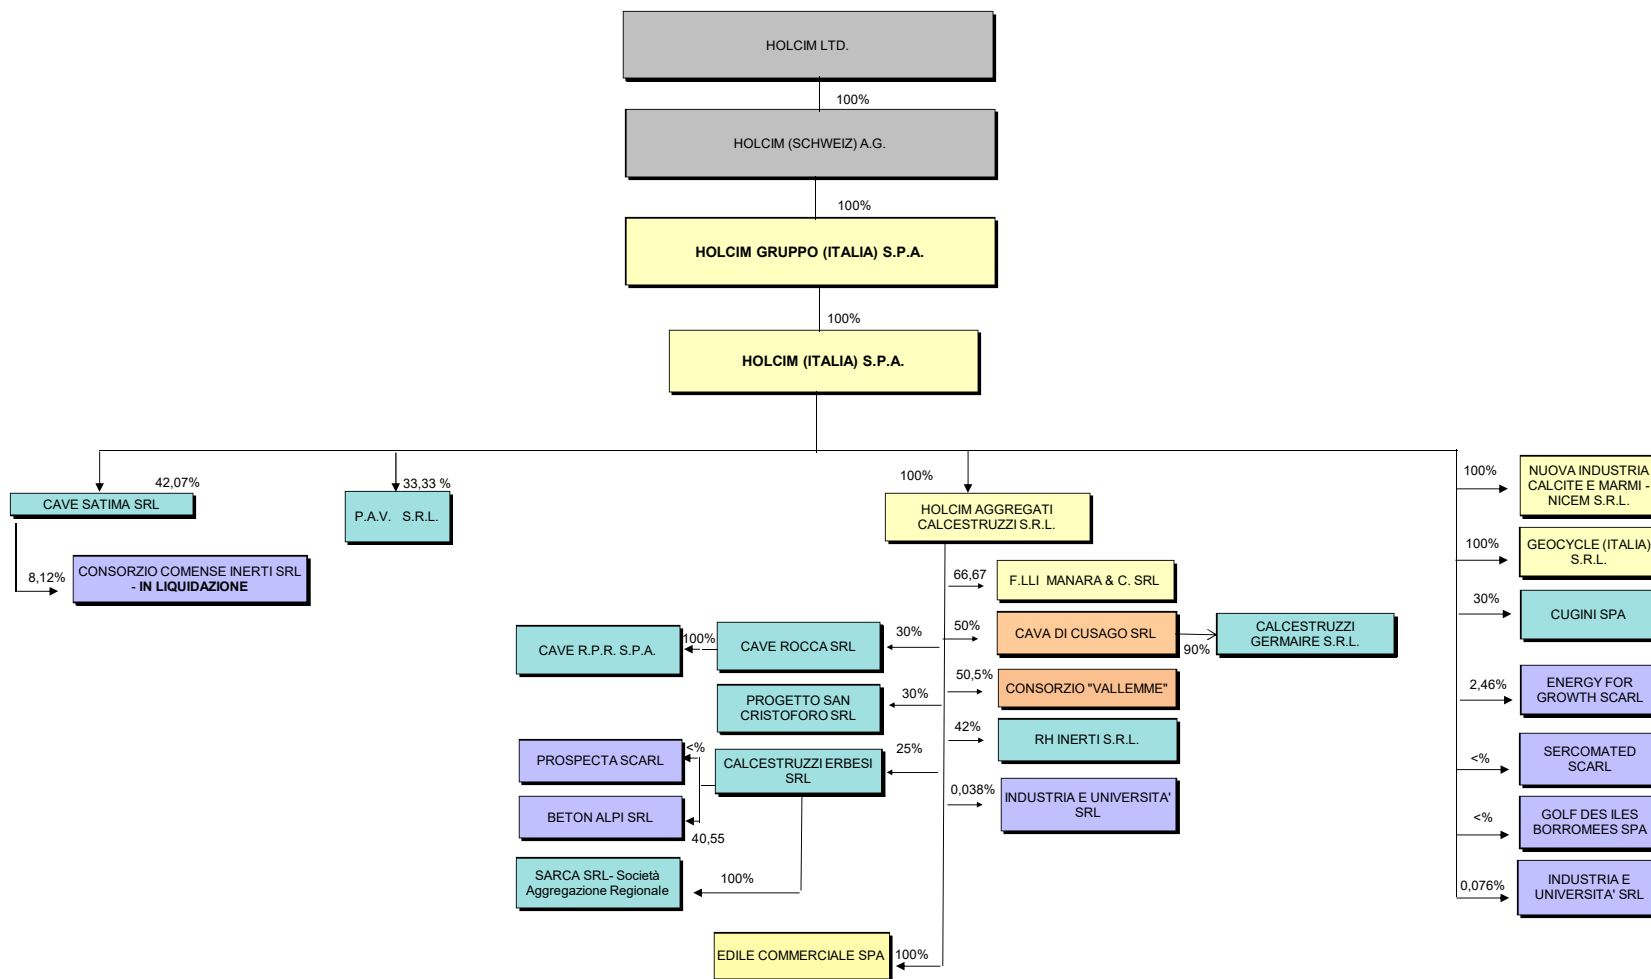 HOLCIM LTD.
100%
HOLCIM (SCHWEIZ) A.G.
100%
HOLCIM GRUPPO (ITALIA) S.P.A.
100%
HOLCIM (ITALIA) S.P.A.
42,07%
CAVE SATIMA SRL
8,12%
CONSORZIO COMENSE INERTI SRL
- IN LIQUIDAZIONE
33,33 %
P.A.V. S.R.L.
100%
HOLCIM AGGREGATI
CALCESTRUZZI S.R.L.
66,67
F.LLI MANARA & C. SRL
50%
CAVA DI CUSAGO SRL
90%
CALCESTRUZZI
GERMAIRE S.R.L.
30%
CAVE ROCCA SRL
100%
CAVE R.P.R. S.P.A.
50,5%
CONSORZIO "VALLEMME"
30%
PROGETTO SAN
CRISTOFORO SRL
42%
RH INERTI S.R.L.
25%
CALCESTRUZZI ERBESI
SRL
<%
PROSPECTA SCARL
BETON ALPI SRL
40,55
0,038%
INDUSTRIA E UNIVERSITA'
SRL
100%
SARCA SRL- Società
Aggregazione Regionale
EDILE COMMERCIALE SPA
100%
100%
NUOVA INDUSTRIA
CALCITE E MARMI -
NICEM S.R.L.
100%
GEOCYCLE (ITALIA)
S.R.L.
30%
CUGINI SPA
2,46%
ENERGY FOR
GROWTH SCARL
<%
SERCOMATED
SCARL
<%
GOLF DES ILES
BORROMEES SPA
0,076%
INDUSTRIA E
UNIVERSITA' SRL